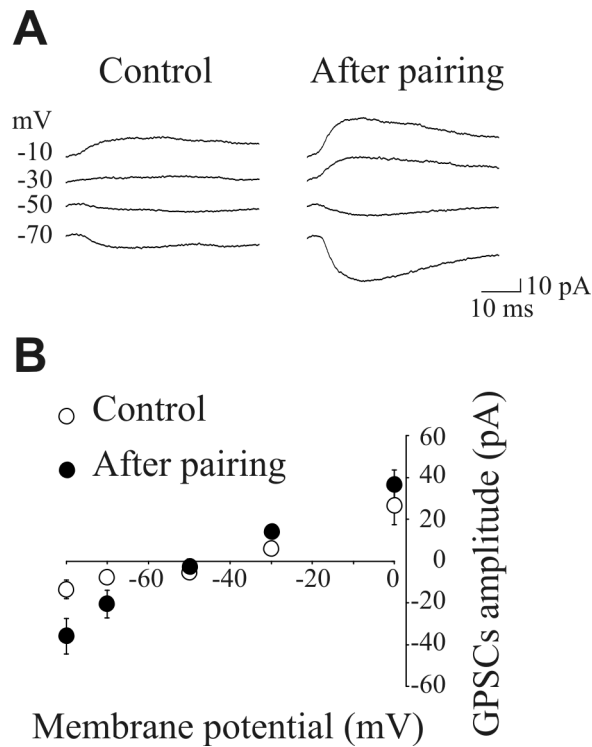 A
Control After pairing
mV
-10
-30
-50
-70
10 pA
10 ms
B
Control
After pairing
60
40
20
0
-20
-40
-60
-60 -40 -20 0
GPSCs amplitude (pA)
Membrane potential (mV)